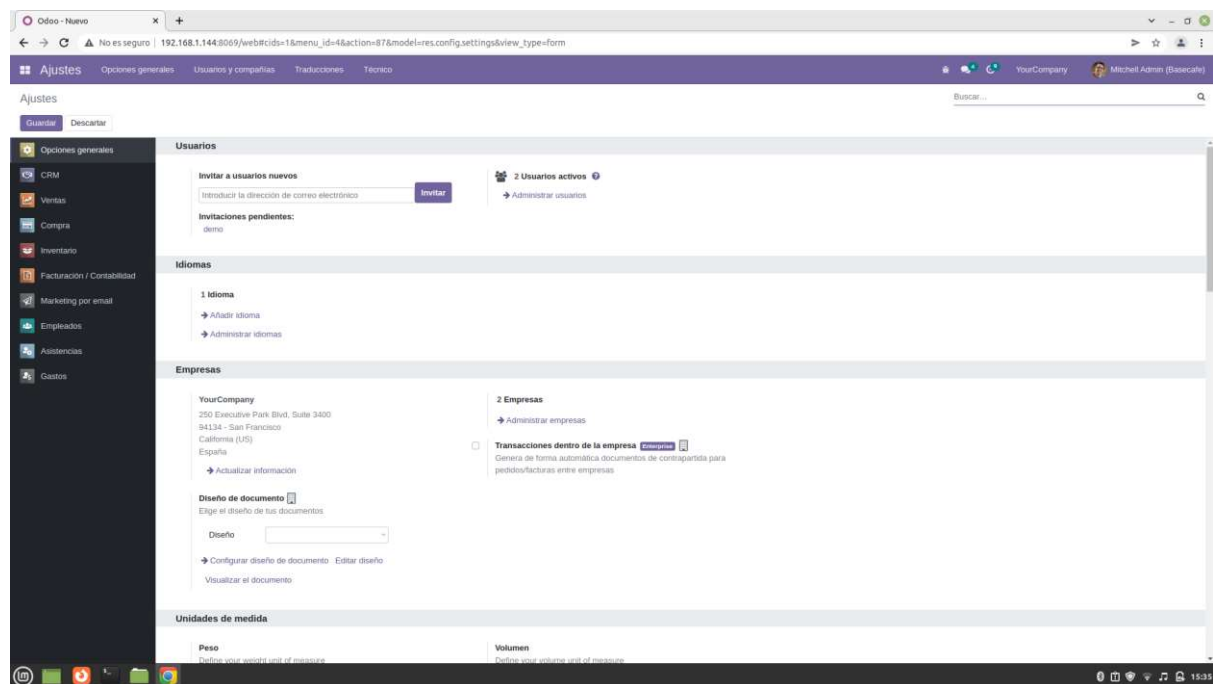 Odoo - Nuevo
No es seguro | 192.168.1.144:8069/web#cids=1&menu_id=4&action=87&model=res.config.settings&view_type=form
Ajustes Opciones generales Usuarios y compañías Traducciones Técnico YourCompany Mitchell Admin (Basecafe)
Ajustes Buscar...
Guardar Descartar
Opciones generales
CRM
Ventas
Compra
Inventario
Facturación / Contabilidad
Marketing por email
Empleados
Asistencias
Gastos
Usuarios
Invitar a usuarios nuevos
Introducir la dirección de correo electrónico Invitar
Invitaciones pendientes:
demo
2 Usuarios activos
Administrar usuarios
Idiomas
1 Idioma
Añadir idioma
Administrar idiomas
Empresas
YourCompany
250 Executive Park Blvd, Suite 3400
94134 - San Francisco
California (US)
España
Actualizar información
2 Empresas
Administrar empresas
Transacciones dentro de la empresa Enterprise
Genera de forma automática documentos de contrapartida para
pedidos/facturas entre empresas
Diseño de documento
Elige el diseño de tus documentos
Diseño
Configurar diseño de documento Editar diseño
Visualizar el documento
Unidades de medida
Peso
Define your weight unit of measure
Volumen
Define your volume unit of measure
15:35